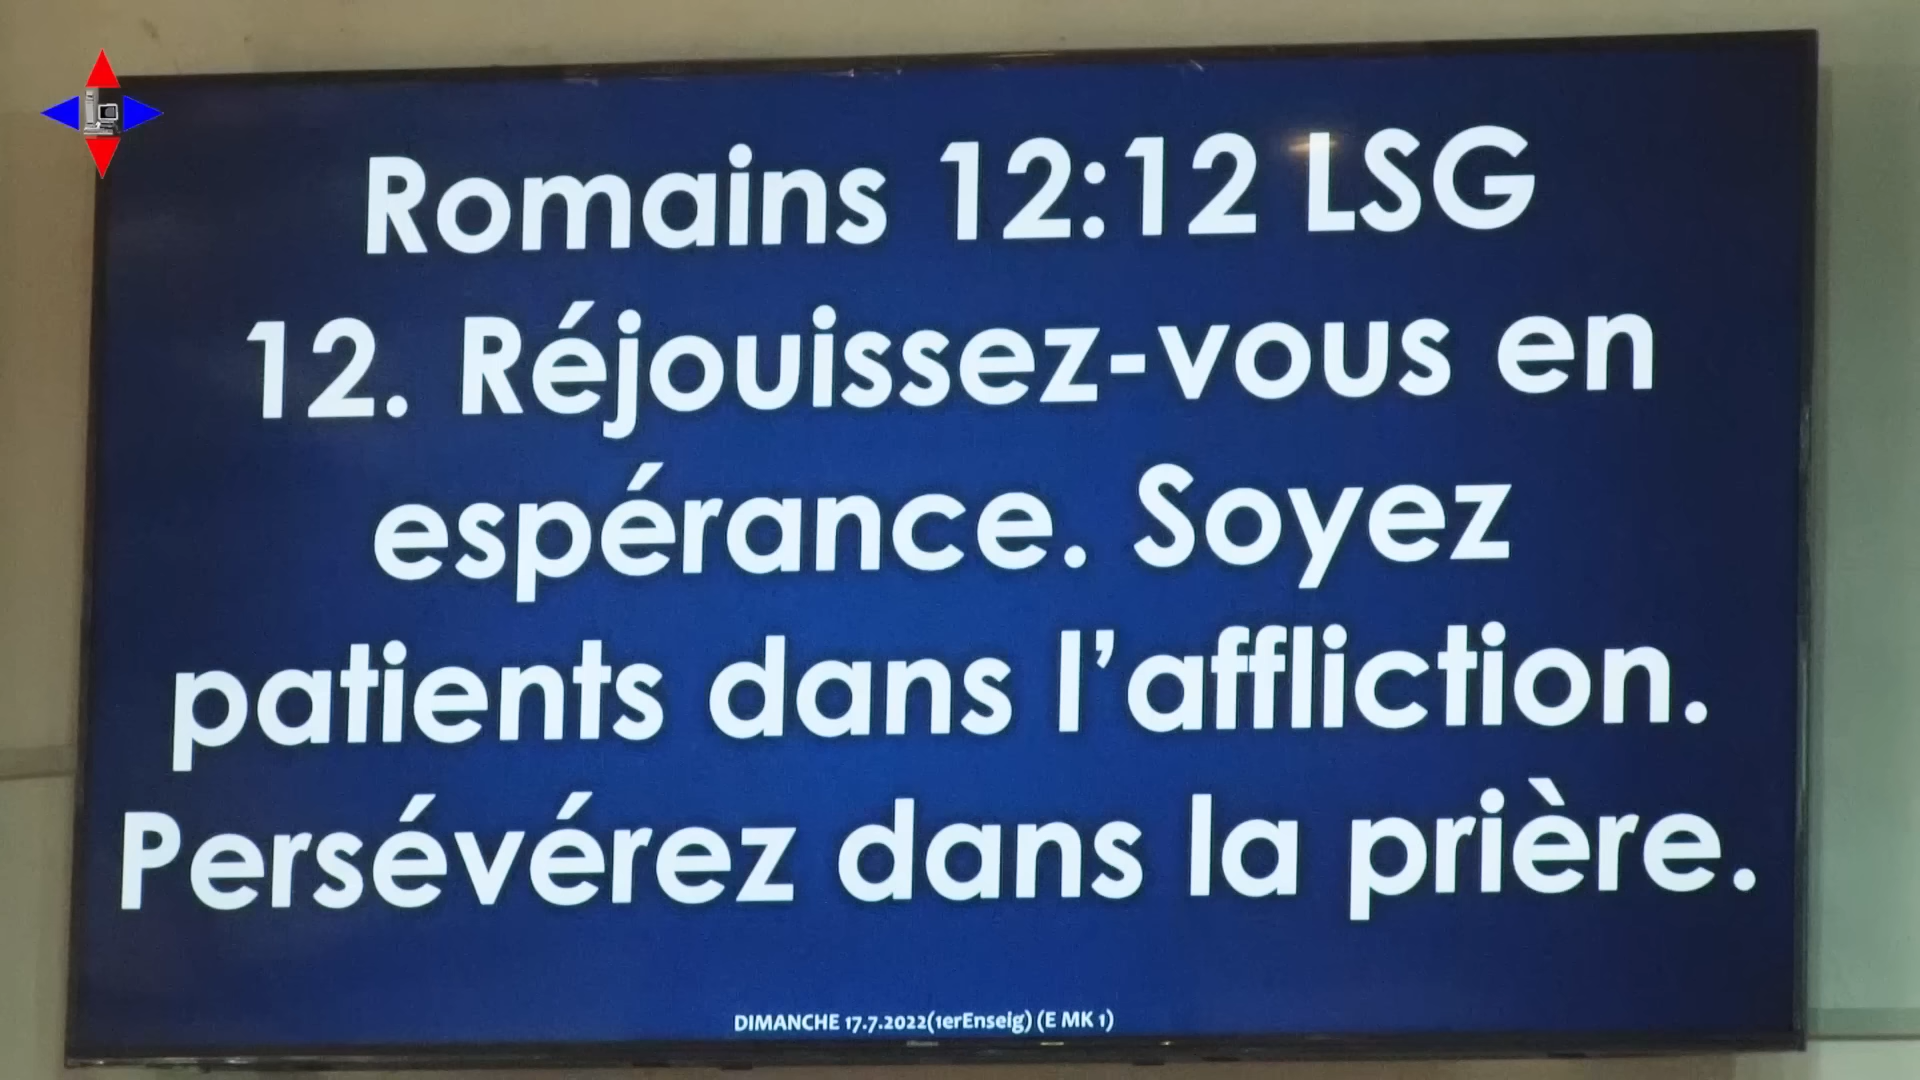 Romains 12:12 LSG
12. Réjouissez-vous en
espérance. Soyez
patients dans l’affliction.
Persévérez dans la prière.
DIMANCHE 17.7.2022(1erEnseig) (E MK 1)